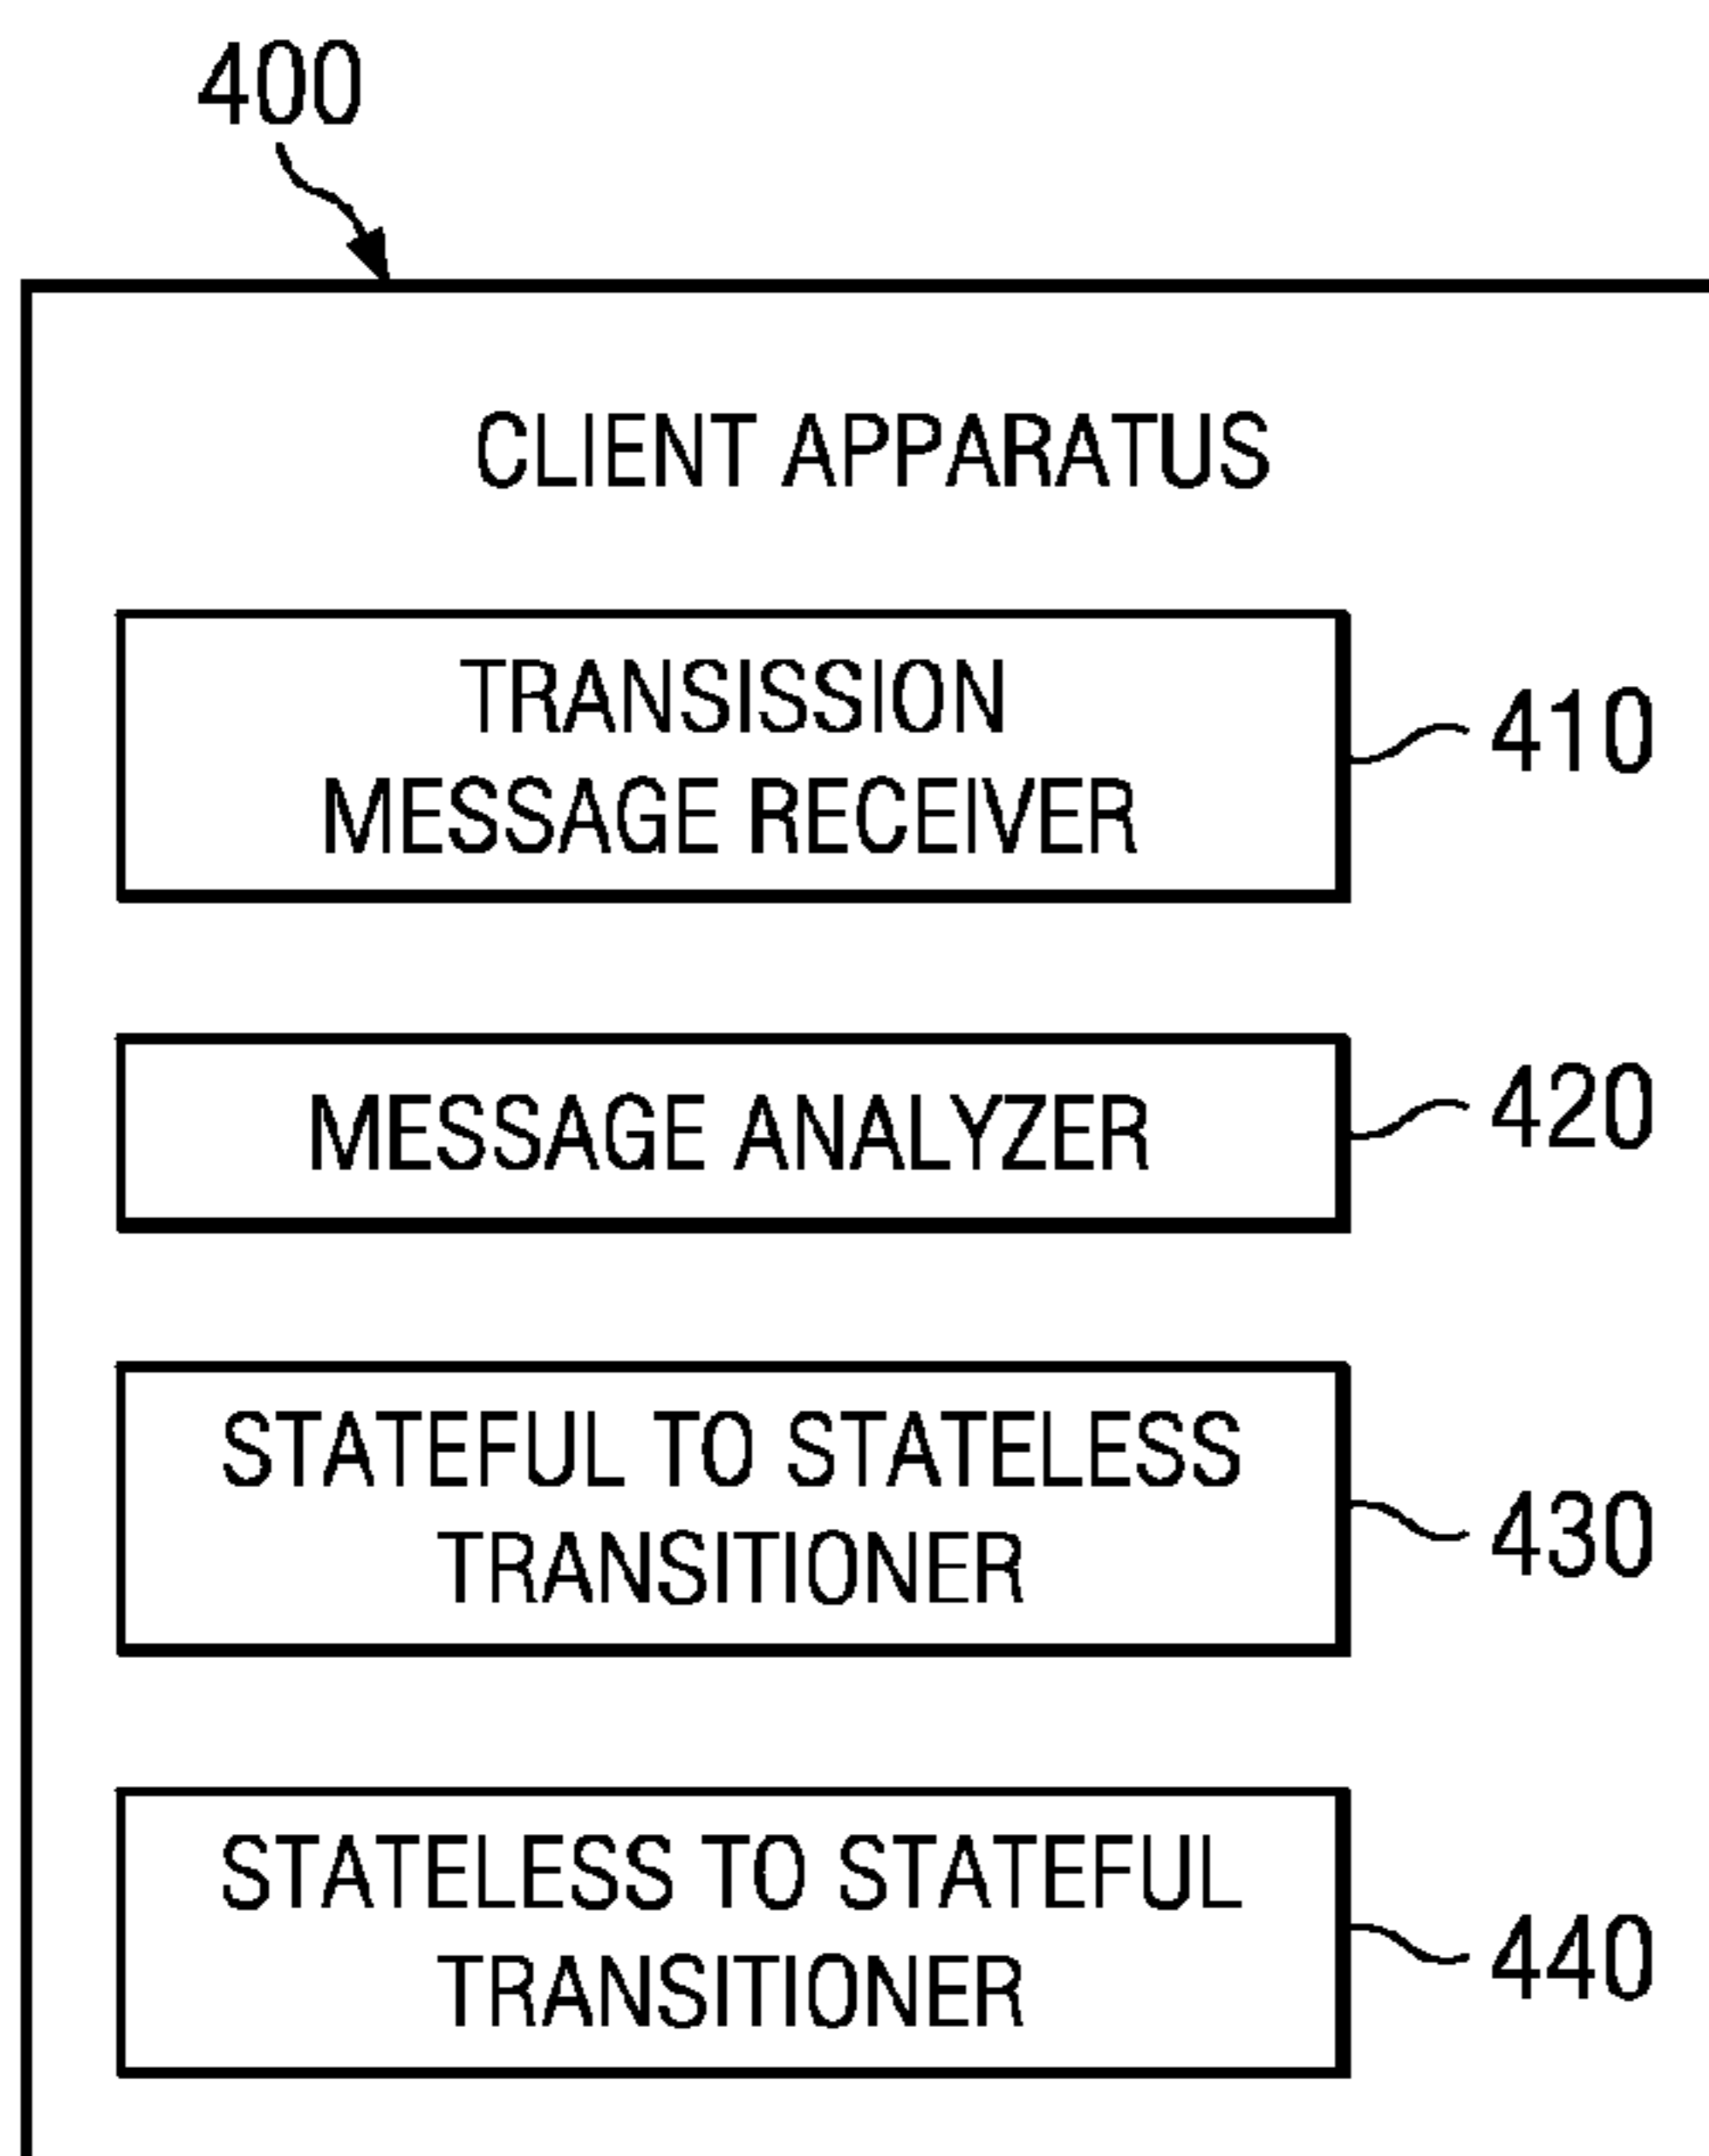 400
CLIENT APPARATUS
TRANSISSION
MESSAGE RECEIVER
410
MESSAGE ANALYZER
420
STATEFUL TO STATELESS
TRANSITIONER
430
STATELESS TO STATEFUL
TRANSITIONER
440